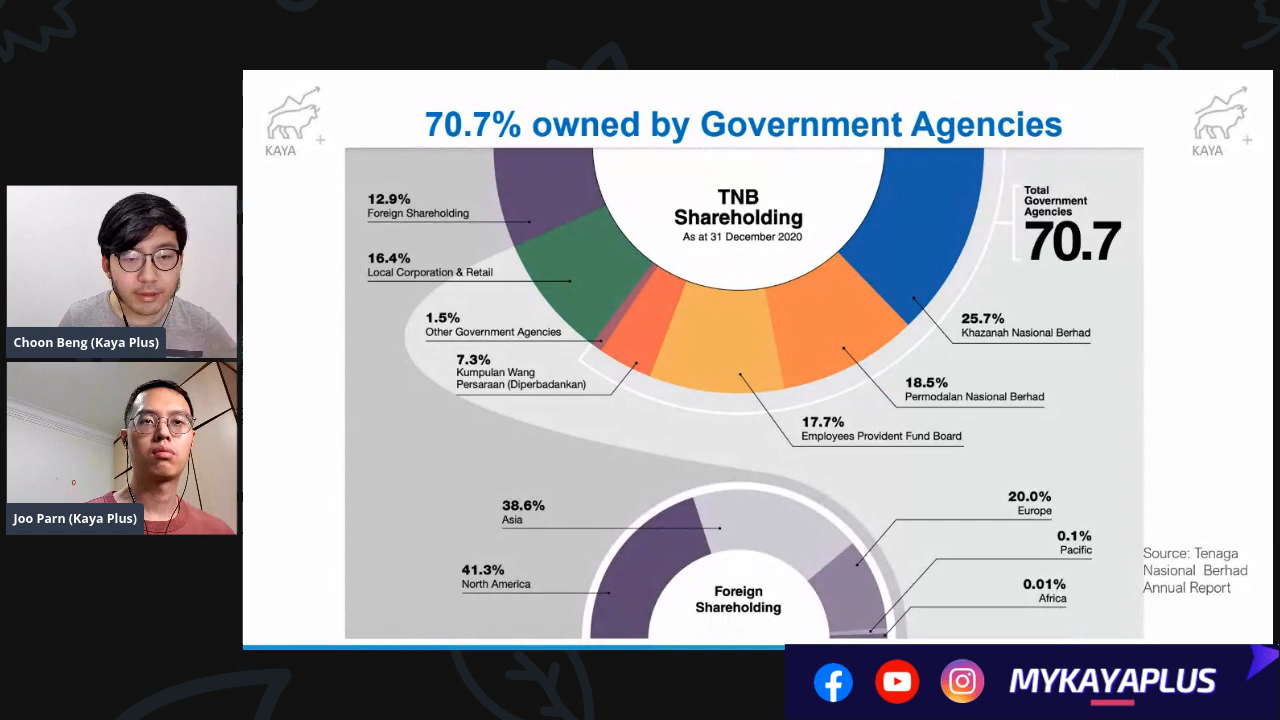 KAYA
KAYA
70.7% owned by Government Agencies
TNB
Shareholding
As at 31 December 2020
12.9%
Foreign Shareholding
16.4%
Local Corporation & Retail
1.5%
Other Government Agencies
7.3%
Kumpulan Wang
Persaraan (Diperbadankan)
Total
Government
Agencies
70.7
25.7%
Khazanah Nasional Berhad
18.5%
Permodalan Nasional Berhad
17.7%
Employees Provident Fund Board
38.6%
Asia
41.3%
North America
Foreign
Shareholding
20.0%
Europe
0.1%
Pacific
0.01%
Africa
Source: Tenaga
Nasional Berhad
Annual Report
Choon Beng (Kaya Plus)
Joo Parn (Kaya Plus)
MYKAYAPLUS